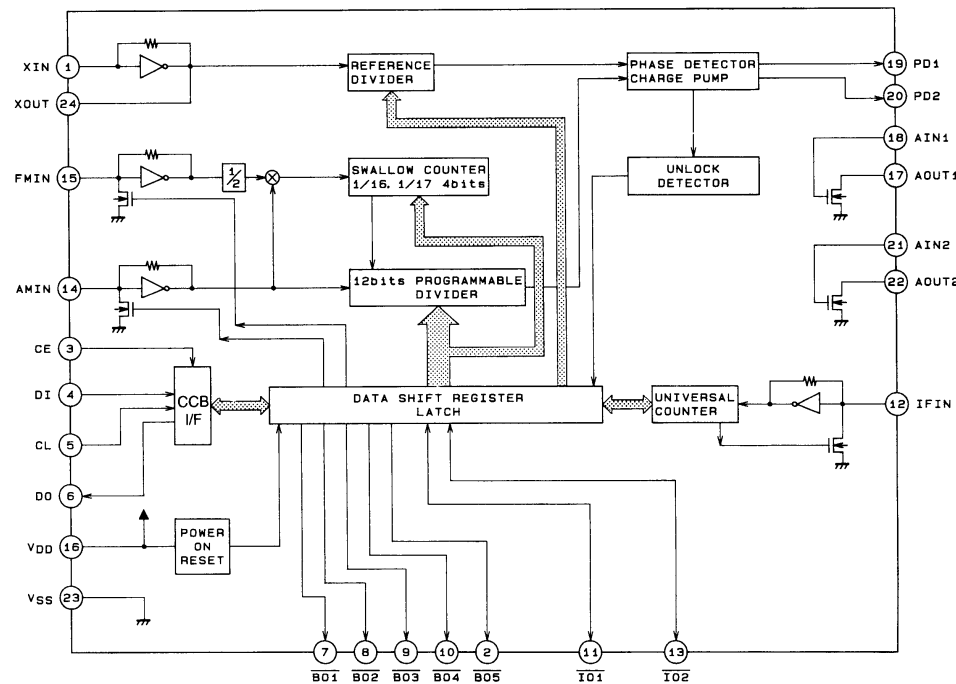 XIN 1
REFERENCE
DIVIDER
PHASE DETECTOR
CHARGE PUMP
19 PD1
XOUT 24
20 PD2
18 AIN1
FMIN 15
1/2
SWALLOW COUNTER
1/16, 1/17 4bits
UNLOCK
DETECTOR
17 AOUT1
21 AIN2
AMIN 14
12bits PROGRAMMABLE
DIVIDER
22 AOUT2
CE 3
DI 4
CCB
I/F
DATA SHIFT REGISTER
LATCH
UNIVERSAL
COUNTER
12 IFIN
CL 5
DO 6
VDD 16
POWER
ON
RESET
VSS 23
7 8 9 10 2 11 13
BO1 BO2 BO3 BO4 BO5 IO1 IO2